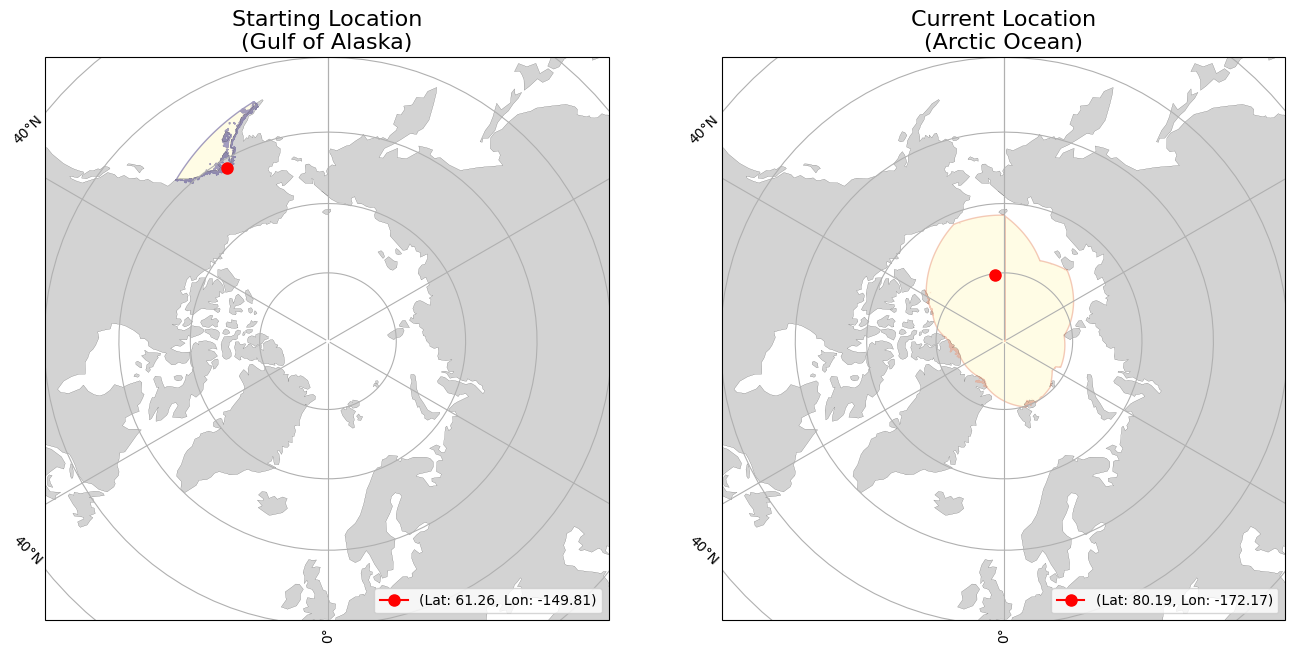 Starting Location
(Gulf of Alaska)
40°N
40°N
0°
(Lat: 61.26, Lon: -149.81)
Current Location
(Arctic Ocean)
40°N
40°N
0°
(Lat: 80.19, Lon: -172.17)